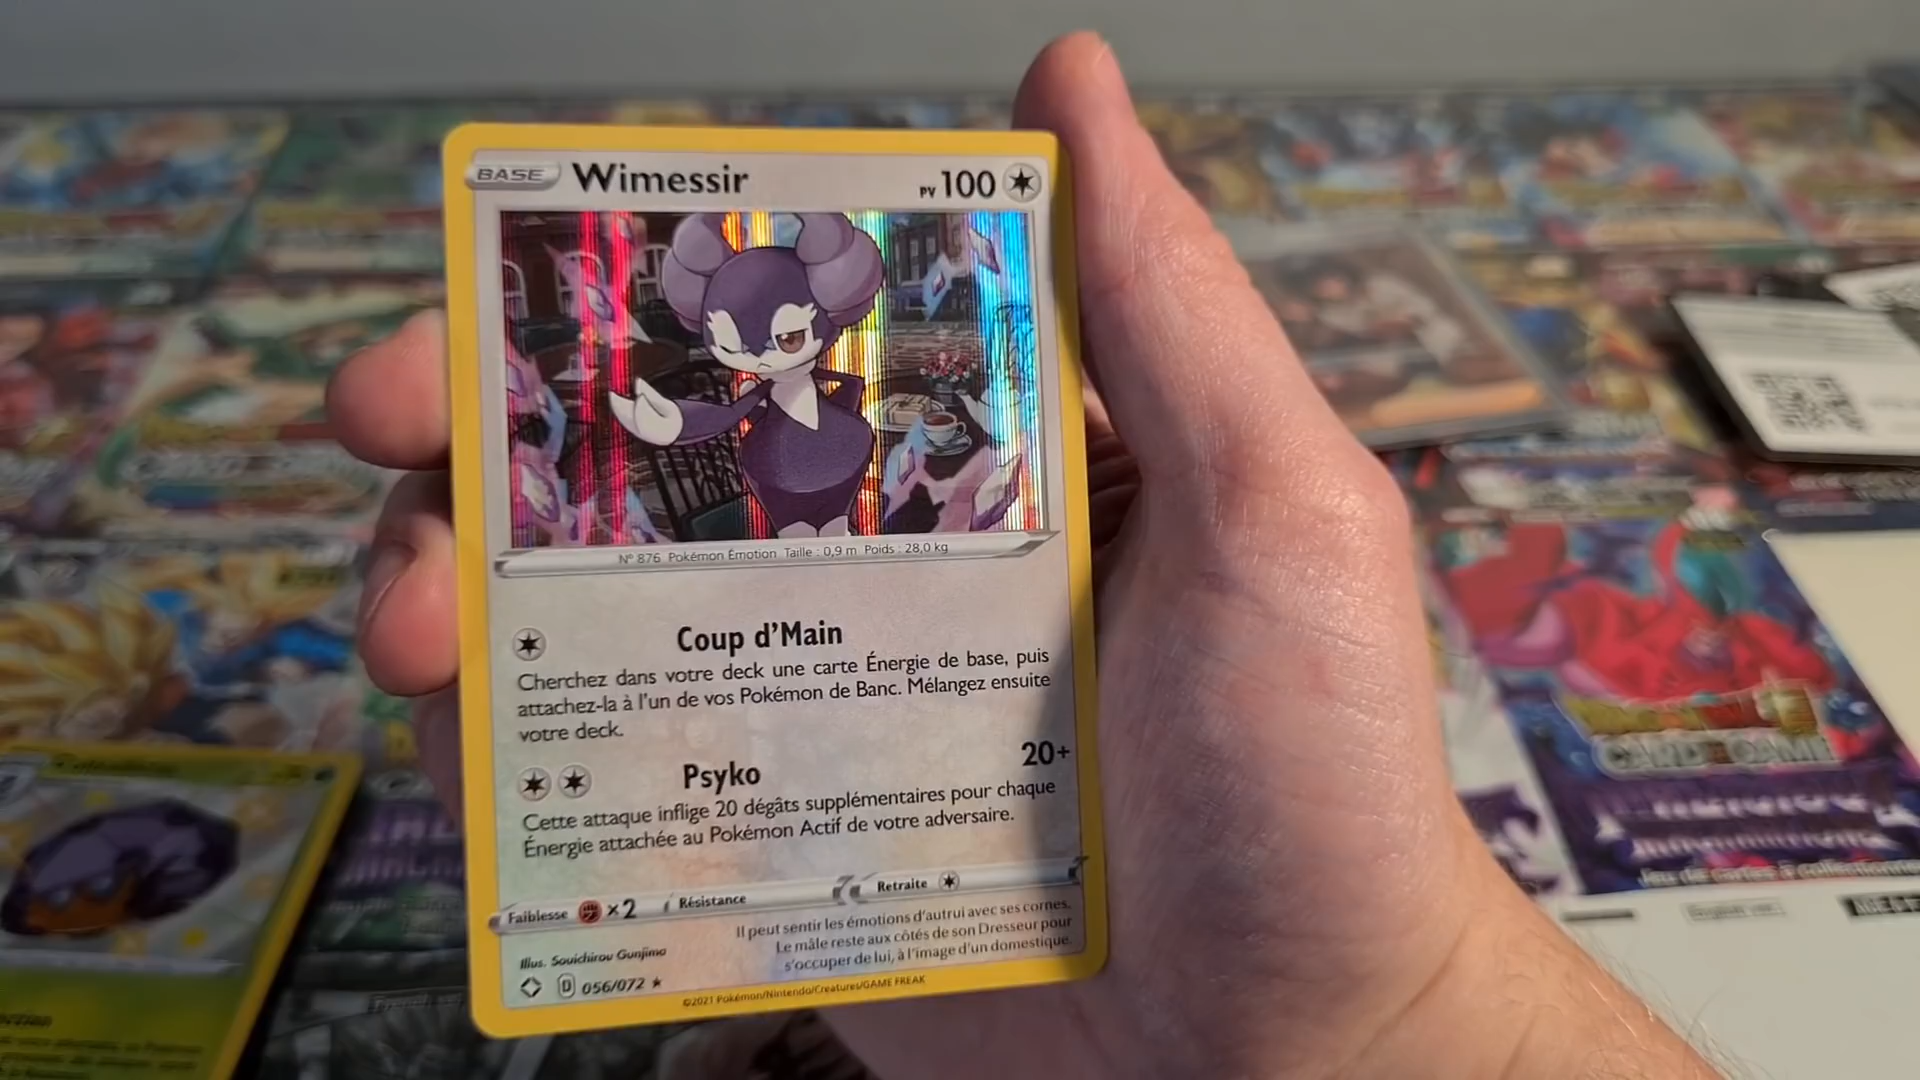 BASE Wimessir PV 100
N° 876 Pokémon Émotion Taille : 0,9 m Poids : 28,0 kg
Coup d'Main
Cherchez dans votre deck une carte Énergie de base, puis
attachez-la à l'un de vos Pokémon de Banc. Mélangez ensuite
votre deck.
Psyko 20+
Cette attaque inflige 20 dégâts supplémentaires pour chaque
Énergie attachée au Pokémon Actif de votre adversaire.
Faiblesse ×2 Résistance Retraite
Il peut sentir les émotions d'autrui avec ses cornes.
Le mâle reste aux côtés de son Dresseur pour
s'occuper de lui, à l'image d'un domestique.
Illus. Souichirou Gunjima
D 056/072 ★
©2021 Pokémon/Nintendo/Creatures/GAME FREAK
CARD GAME